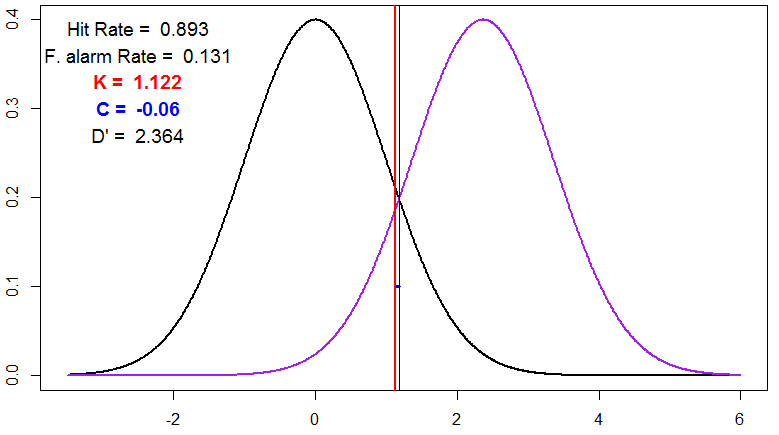 Hit Rate = 0.893
F. alarm Rate = 0.131
K = 1.122
C = -0.06
D' = 2.364
0.4
0.3
0.2
0.1
0.0
-2 0 2 4 6